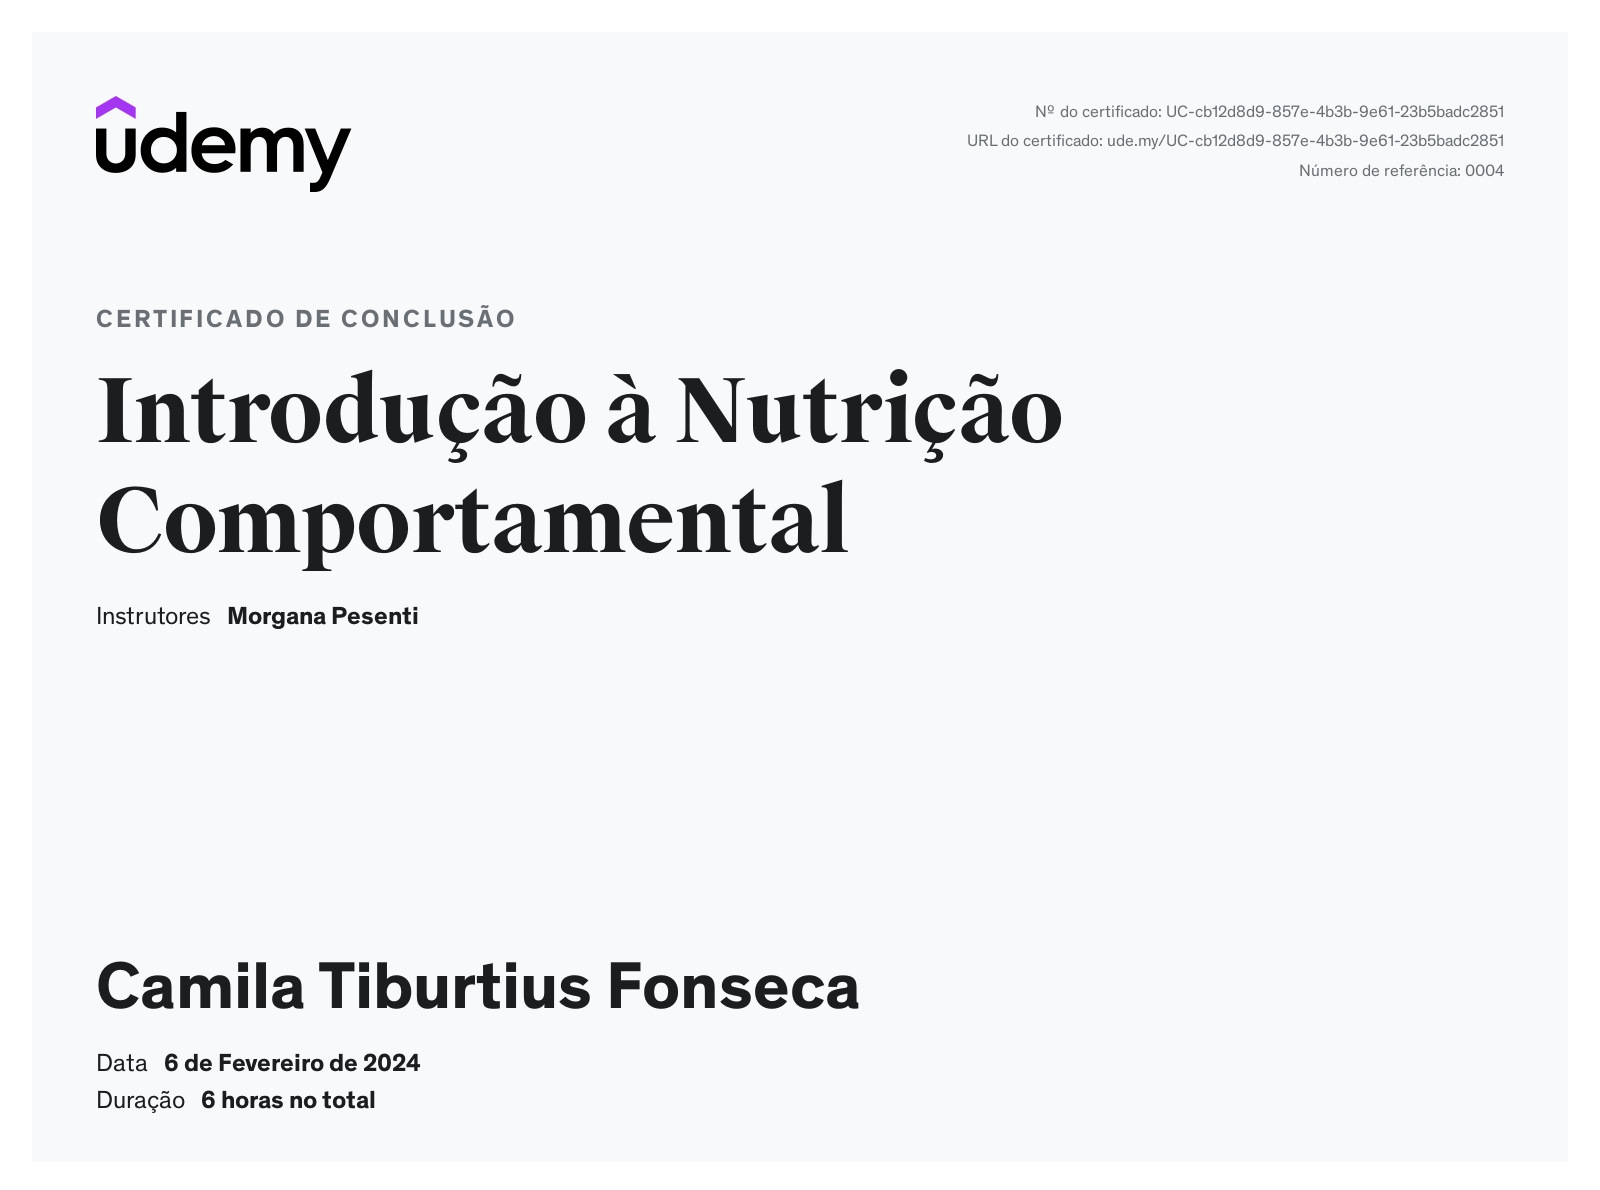 udemy
Nº do certificado: UC-cb12d8d9-857e-4b3b-9e61-23b5badc2851
URL do certificado: ude.my/UC-cb12d8d9-857e-4b3b-9e61-23b5badc2851
Número de referência: 0004
CERTIFICADO DE CONCLUSÃO
Introdução à Nutrição
Comportamental
Instrutores Morgana Pesenti
Camila Tiburtius Fonseca
Data 6 de Fevereiro de 2024
Duração 6 horas no total